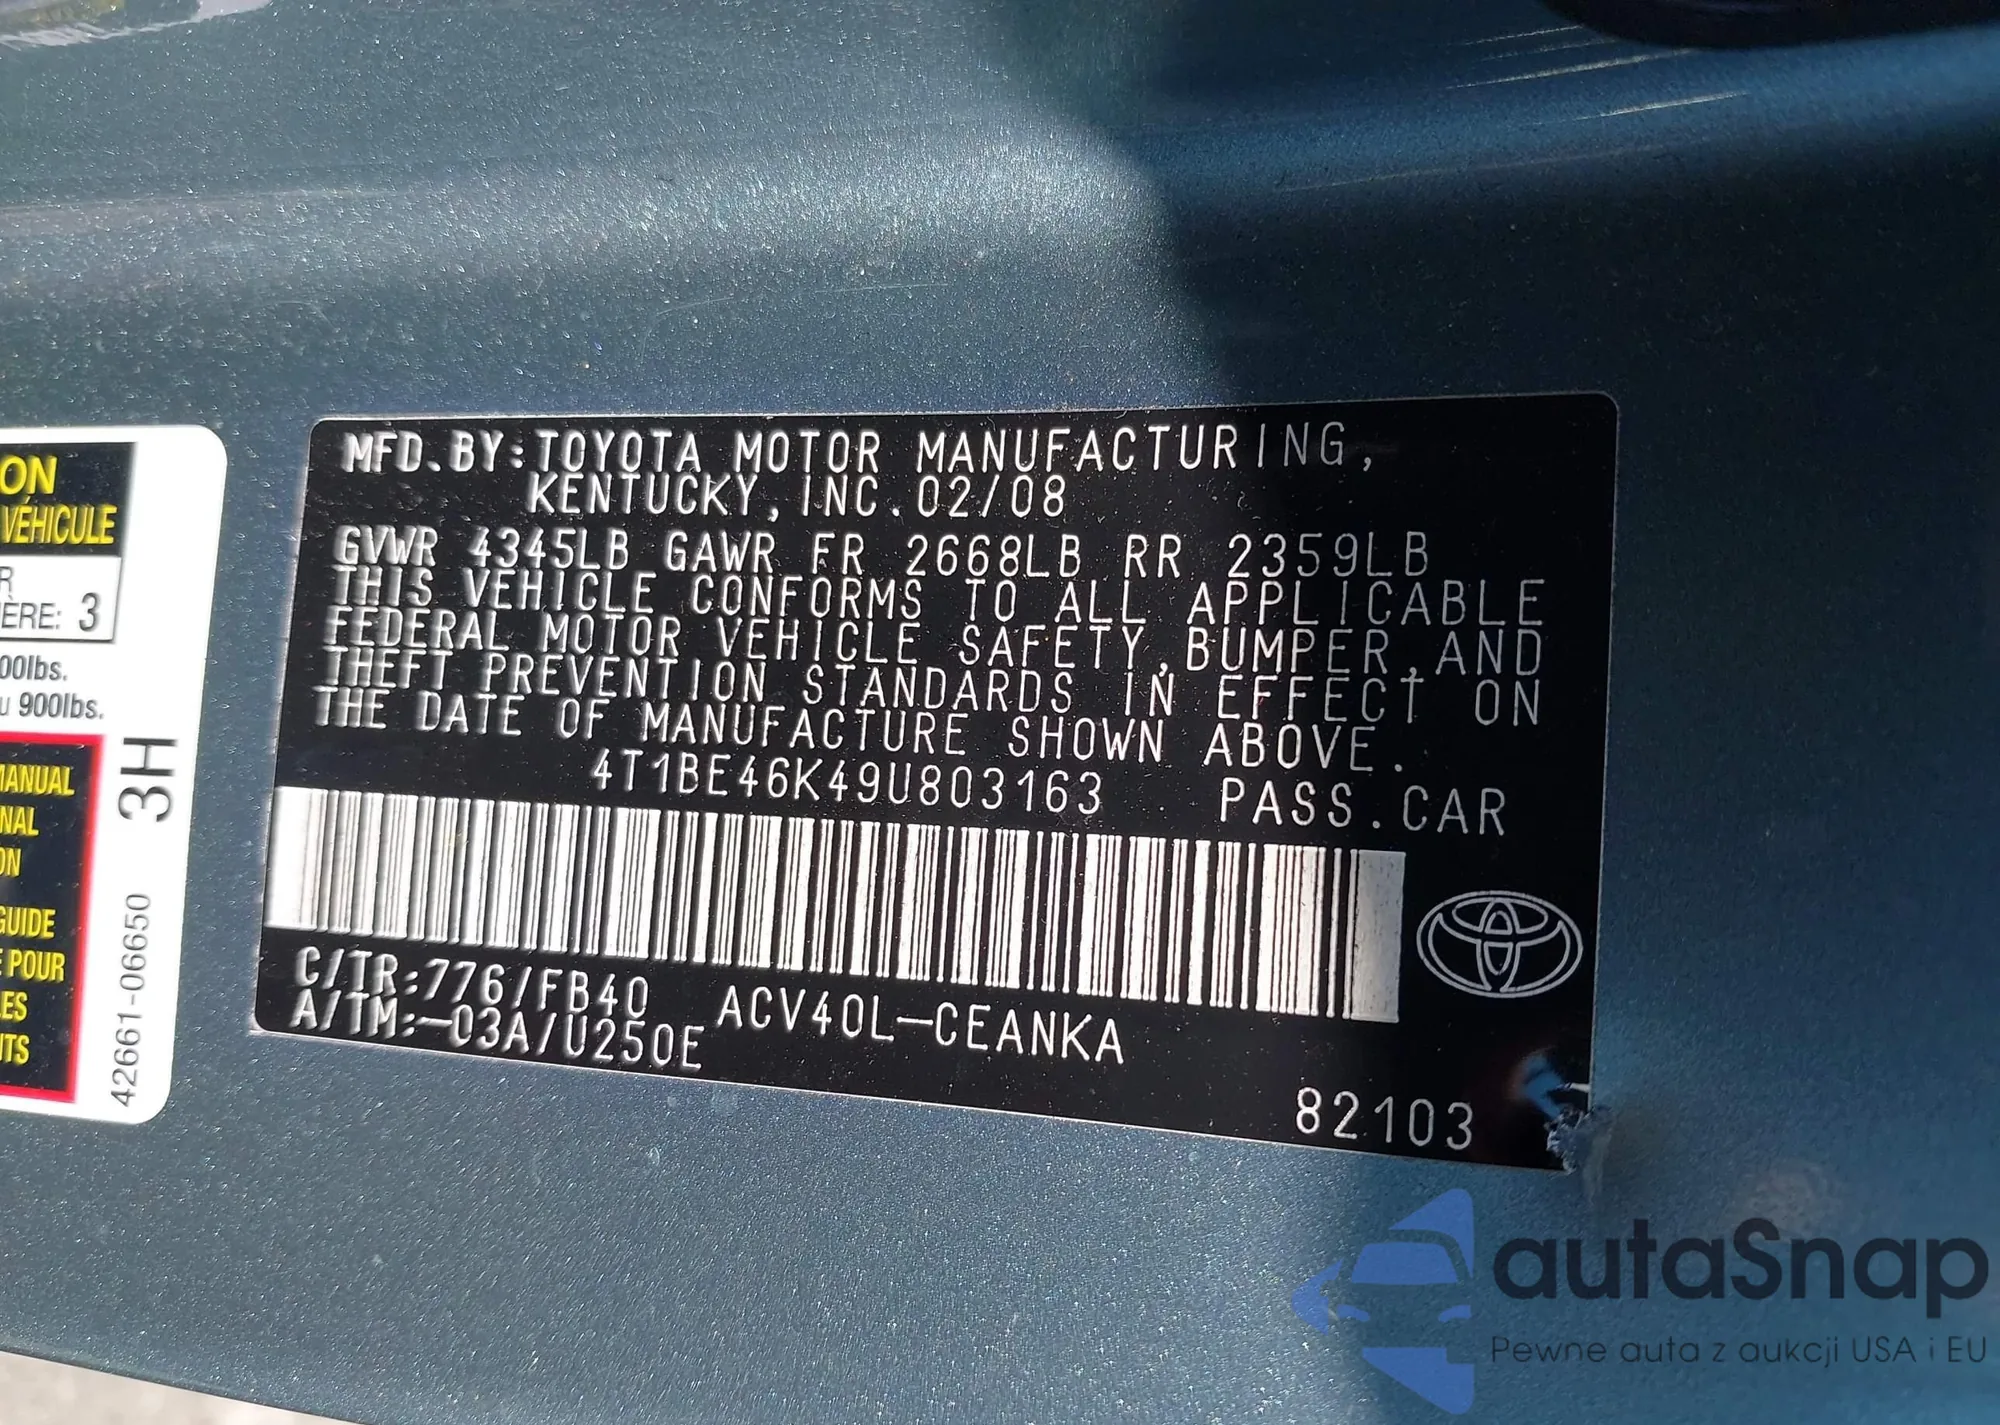 ON
VÉHICULE
R
ÈRE: 3
00lbs.
u 900lbs.
MANUAL
NAL
ON
GUIDE
E POUR
LES
NTS
3H
42661-06650
MFD. BY: TOYOTA MOTOR MANUFACTURING,
KENTUCKY, INC. 02/08
GVWR 4345LB GAWR FR 2668LB RR 2359LB
THIS VEHICLE CONFORMS TO ALL APPLICABLE
FEDERAL MOTOR VEHICLE SAFETY, BUMPER, AND
THEFT PREVENTION STANDARDS IN EFFECT ON
THE DATE OF MANUFACTURE SHOWN ABOVE.
4T1BE46K49U803163 PASS. CAR
C/TR:776/FB40 ACV40L-CEANKA
A/TM:-03A/U250E
82103
autaSnap
Pewne auta z aukcji USA i EU